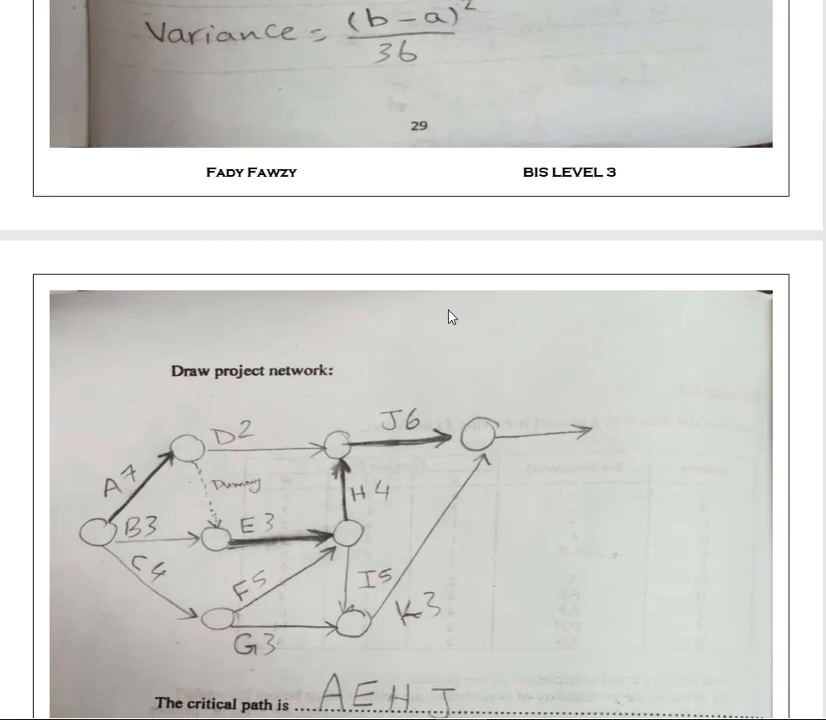 Variance = (b - a)²
36
29
FADY FAWZY BIS LEVEL 3
Draw project network:
J6
D2
A7
Dummy
H4
B3 E3
C4
F5 I5
K3
G3
The critical path is A E H J